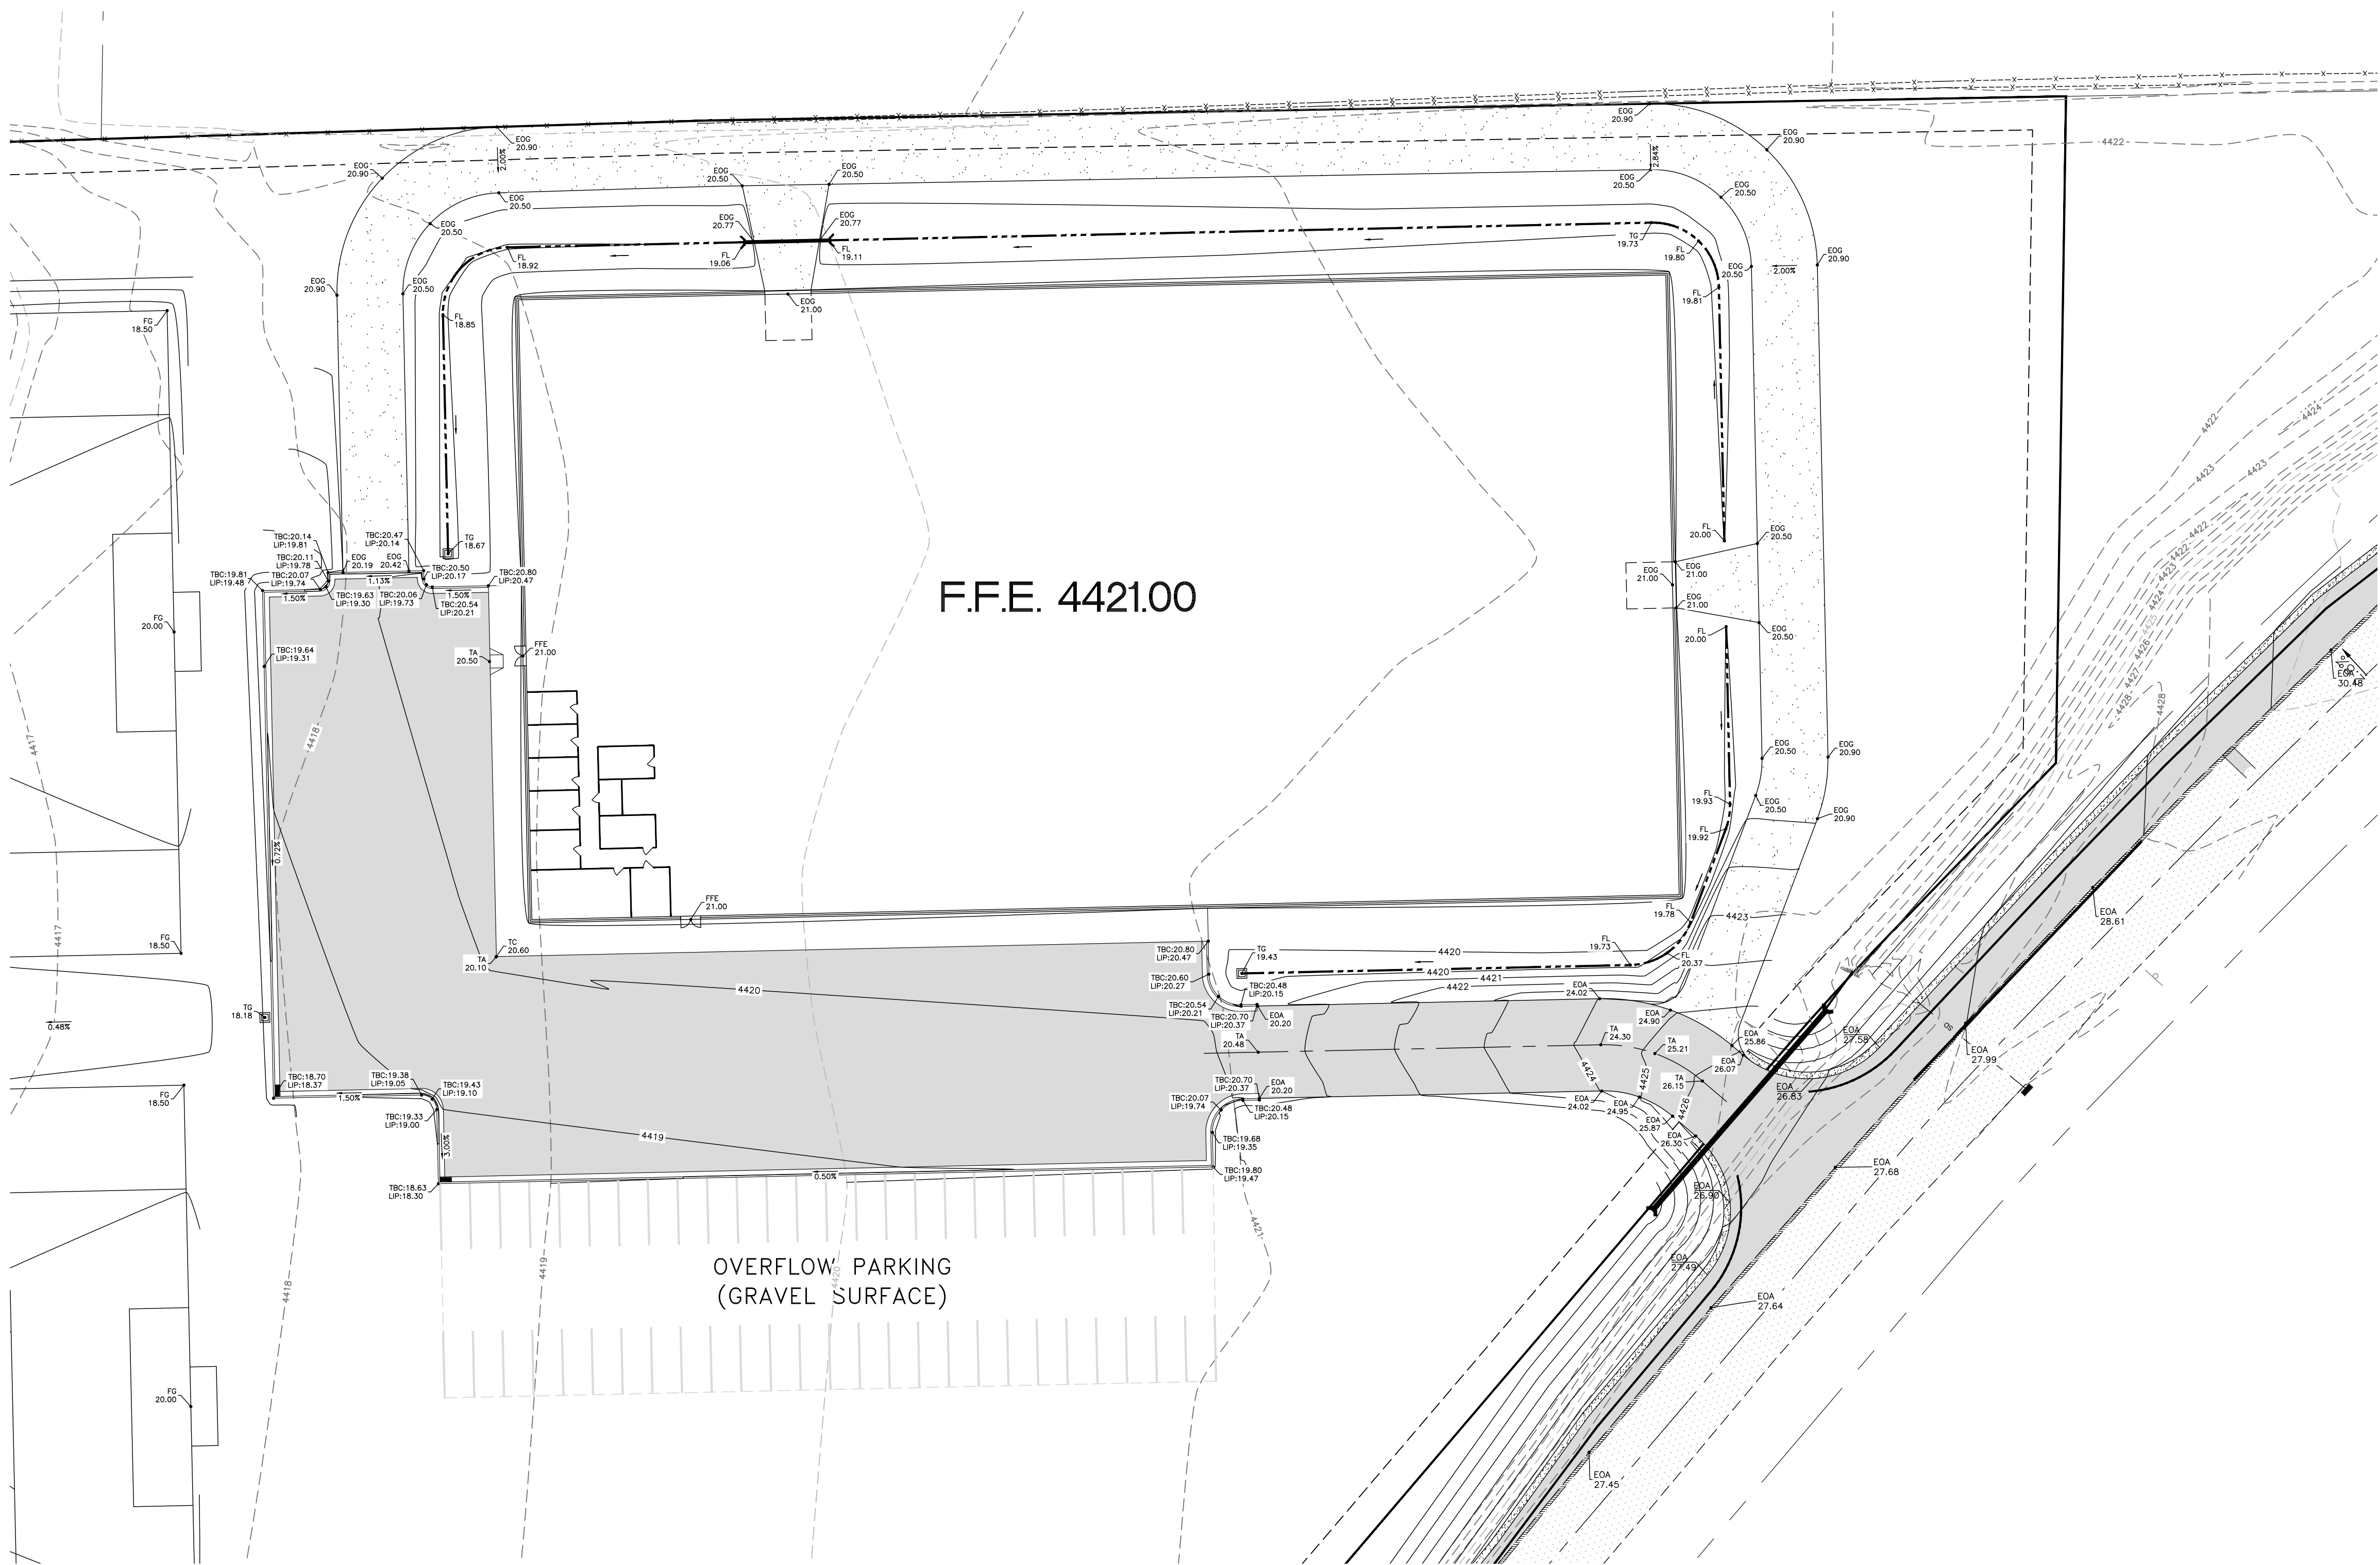 4422
EOG
20.90
EOG
20.90
EOG
20.90
2.00%
2.84%
EOG
20.90
EOG
20.90
EOG
20.50
EOG
20.50
EOG
20.50
EOG
20.50
EOG
20.50
EOG
20.50
EOG
20.77
EOG
20.77
FL
18.92
FL
19.06
FL
19.11
TG
19.73
FL
19.80
EOG
20.50
2.00%
EOG
20.90
EOG
20.90
EOG
20.50
EOG
21.00
FL
19.81
FG
18.50
FL
18.85
4422
4424
4423
4423
4422
4422
4423
4424
4425
4426
4427
4428
4428
TBC:20.14
LIP:19.81
TBC:20.47
LIP:20.14
TG
18.67
TBC:20.11
LIP:19.78
EOG
20.19
EOG
20.42
TBC:20.50
LIP:20.17
TBC:20.80
LIP:20.47
TBC:19.81
LIP:19.48
TBC:20.07
LIP:19.74
1.13%
1.50%
TBC:19.63
LIP:19.30
TBC:20.06
LIP:19.73
1.50%
TBC:20.54
LIP:20.21
F.F.E. 4421.00
FL
20.00
EOG
20.50
EOG
21.00
EOG
21.00
EOG
21.00
EOG
20.50
FL
20.00
FG
20.00
TBC:19.64
LIP:19.31
TA
20.50
FFE
21.00
EOA
30.48
4417
4418
EOG
20.50
EOG
20.90
FL
19.93
EOG
20.50
EOG
20.90
FL
19.92
0.72%
FFE
21.00
FL
19.78
4423
EOA
28.61
4417
FG
18.50
TC
20.60
TA
20.10
TBC:20.80
LIP:20.47
TG
19.43
4420
FL
19.73
FL
20.37
TBC:20.60
LIP:20.27
4420
4421
4422
TBC:20.48
LIP:20.15
EOA
24.02
4420
TBC:20.54
LIP:20.21
TBC:20.70
LIP:20.37
EOA
20.20
EOA
24.90
TG
18.18
0.48%
TA
20.48
TA
24.30
TA
25.21
EOA
25.86
EOA
27.58
EOA
27.99
EOA
26.07
TBC:18.70
LIP:18.37
TBC:19.38
LIP:19.05
TBC:19.43
LIP:19.10
1.50%
TBC:19.33
LIP:19.00
3.00%
4419
FG
18.50
TBC:20.70
LIP:20.37
EOA
20.20
TBC:20.07
LIP:19.74
TBC:20.48
LIP:20.15
4424
4425
4426
TA
26.15
EOA
26.83
EOA
24.02
EOA
24.95
EOA
25.87
EOA
26.30
TBC:19.68
LIP:19.35
TBC:19.80
LIP:19.47
TBC:18.63
LIP:18.30
0.50%
EOA
27.68
EOA
26.90
4421
OVERFLOW PARKING
(GRAVEL SURFACE)
4418
4419
4420
EOA
27.49
EOA
27.64
FG
20.00
EOA
27.45